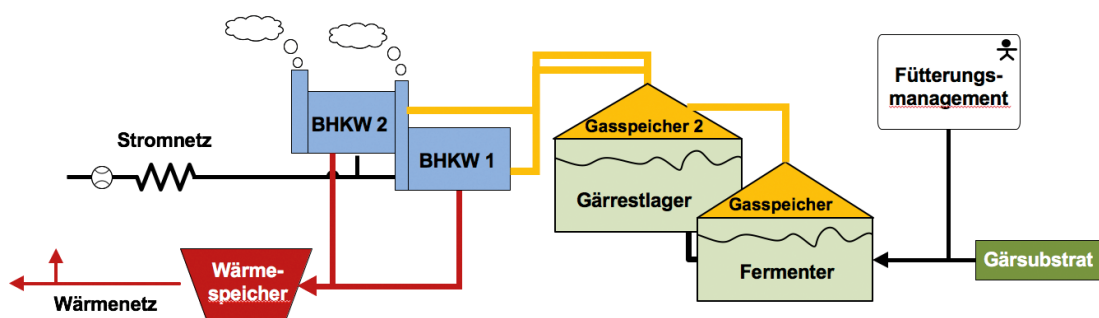 Fütterungs-
management
BHKW 2
Gasspeicher 2
Stromnetz
BHKW 1
Gärrestlager
Gasspeicher
Gärsubstrat
Wärme-
speicher
Fermenter
Wärmenetz